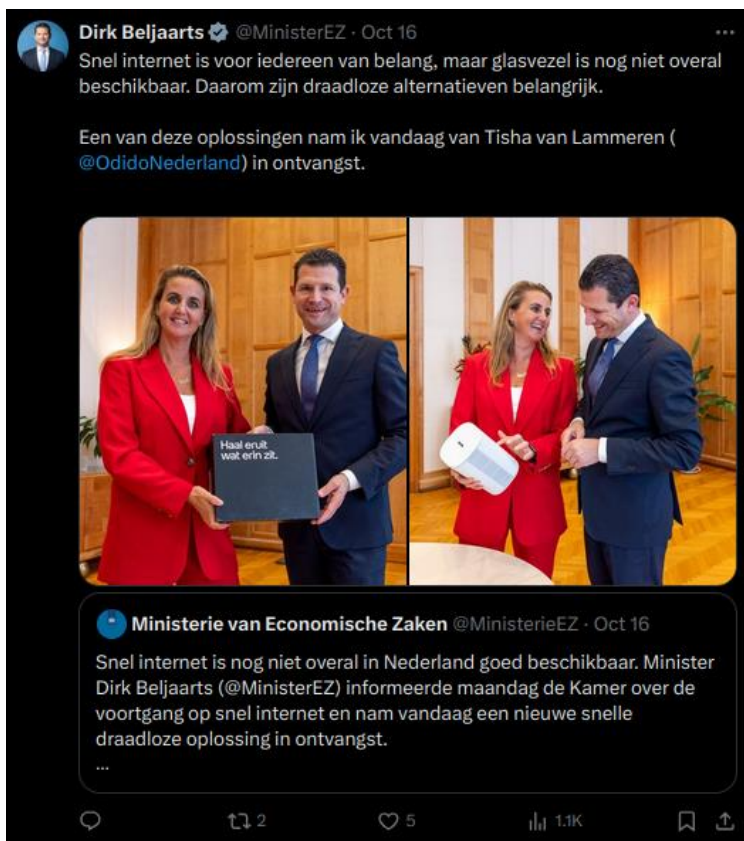 Dirk Beljaarts @MinisterEZ · Oct 16
Snel internet is voor iedereen van belang, maar glasvezel is nog niet overal
beschikbaar. Daarom zijn draadloze alternatieven belangrijk.
Een van deze oplossingen nam ik vandaag van Tisha van Lammeren (
@OdidoNederland) in ontvangst.
Haal eruit
wat erin zit.
Ministerie van Economische Zaken @MinisterieEZ · Oct 16
Snel internet is nog niet overal in Nederland goed beschikbaar. Minister
Dirk Beljaarts (@MinisterEZ) informeerde maandag de Kamer over de
voortgang op snel internet en nam vandaag een nieuwe snelle
draadloze oplossing in ontvangst.
...
2 5 1.1K